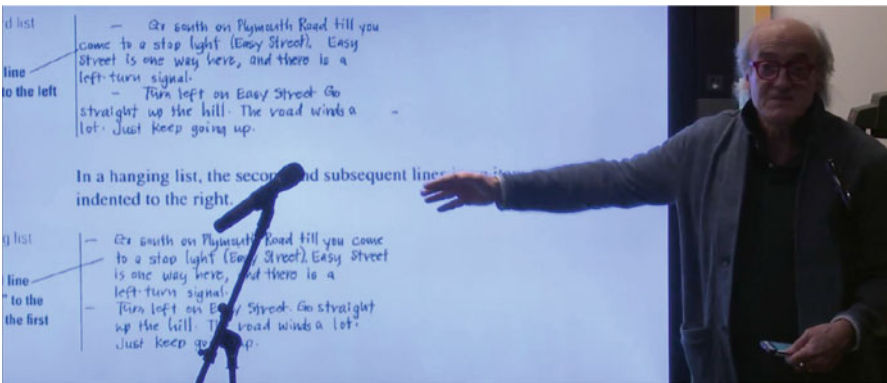 d list
line
to the left
— Go south on Plymouth Road till you
come to a stop light (Easy Street). Easy
Street is one way here, and there is a
left-turn signal.
— Turn left on Easy Street. Go
straight up the hill. The road winds a
lot. Just keep going up.
In a hanging list, the second and subsequent lines
indented to the right.
g list
line
" to the
the first
— Go south on Plymouth Road till you come
to a stop light (Easy Street). Easy Street
is one way here, and there is a
left-turn signal.
— Turn left on Easy Street. Go straight
up the hill. The road winds a lot.
Just keep going up.